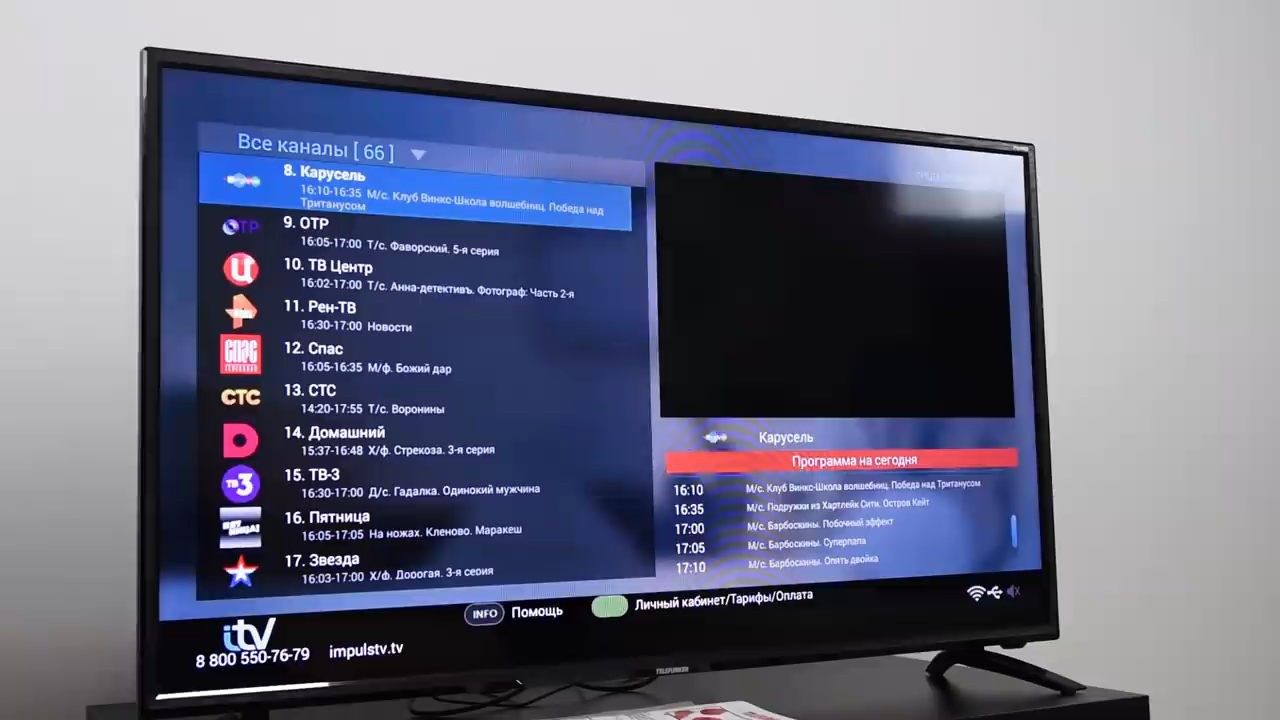 Все каналы [ 66 ]
8. Карусель
16:10-16:35 М/с. Клуб Винкс-Школа волшебниц. Победа над
Тританусом
ОТР
9. ОТР
16:05-17:00 Т/с. Фаворский. 5-я серия
Ц
10. ТВ Центр
16:02-17:00 Т/с. Анна-детективъ. Фотограф: Часть 2-я
11. Рен-ТВ
16:30-17:00 Новости
СПАС
12. Спас
16:05-16:35 М/ф. Божий дар
СТС
13. СТС
14:20-17:55 Т/с. Воронины
14. Домашний
15:37-16:48 Х/ф. Стрекоза. 3-я серия
ТВ3
15. ТВ-3
16:30-17:00 Д/с. Гадалка. Одинокий мужчина
16. Пятница
16:05-17:05 На ножах. Кленово. Маракеш
17. Звезда
16:03-17:00 Х/ф. Дорогая. 3-я серия
Карусель
Программа на сегодня
16:10 М/с. Клуб Винкс-Школа волшебниц. Победа над Тританусом
16:35 М/с. Подружки из Хартлейк Сити. Остров Кейт
17:00 М/с. Барбоскины. Побочный эффект
17:05 М/с. Барбоскины. Суперпапа
17:10 М/с. Барбоскины. Опять двойка
INFO Помощь
Личный кабинет/Тарифы/Оплата
itv
8 800 550-76-79 impulstv.tv
TELEFUNKEN